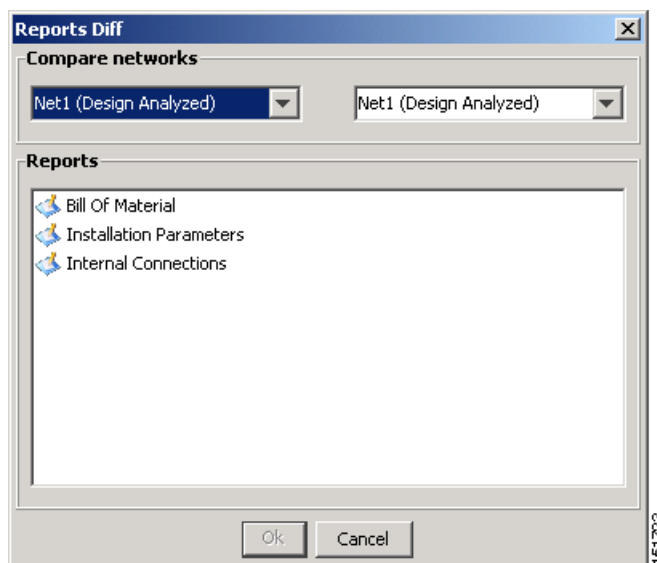 Reports Diff
Compare networks
Net1 (Design Analyzed) Net1 (Design Analyzed)
Reports
Bill Of Material
Installation Parameters
Internal Connections
Ok Cancel